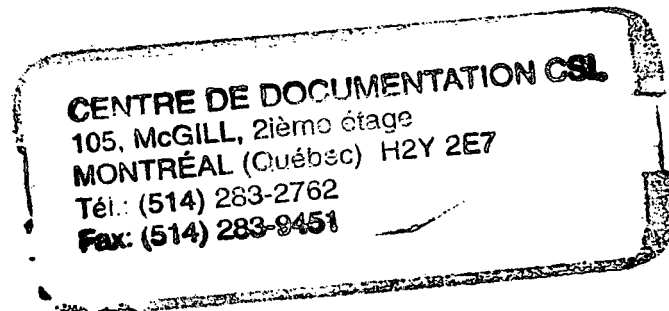 CENTRE DE DOCUMENTATION CSL
105, McGILL, 2ième étage
MONTRÉAL (Québec) H2Y 2E7
Tél.: (514) 283-2762
Fax: (514) 283-9451